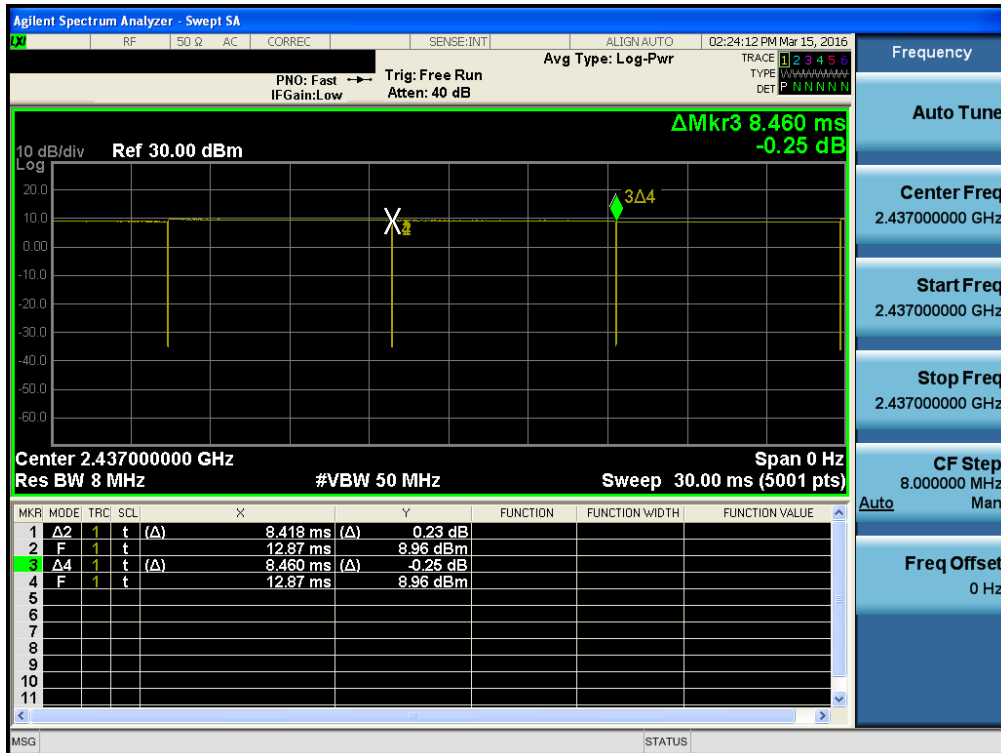 Agilent Spectrum Analyzer - Swept SA
LXI RF 50 Ω AC CORREC SENSE:INT ALIGN AUTO 02:24:12 PM Mar 15, 2016
Avg Type: Log-Pwr
TRACE 1 2 3 4 5 6
TYPE
DET P N N N N N
PNO: Fast Trig: Free Run
IFGain:Low Atten: 40 dB
ΔMkr3 8.460 ms
-0.25 dB
10 dB/div Ref 30.00 dBm
Log
20.0
10.0
0.00
-10.0
-20.0
-30.0
-40.0
-50.0
-60.0
3Δ4
Center 2.437000000 GHz Span 0 Hz
Res BW 8 MHz #VBW 50 MHz Sweep 30.00 ms (5001 pts)
MKR MODE TRC SCL X Y FUNCTION FUNCTION WIDTH FUNCTION VALUE
1 Δ2 1 t (Δ) 8.418 ms (Δ) 0.23 dB
2 F 1 t 12.87 ms 8.96 dBm
3 Δ4 1 t (Δ) 8.460 ms (Δ) -0.25 dB
4 F 1 t 12.87 ms 8.96 dBm
5
6
7
8
9
10
11
MSG STATUS
Frequency
Auto Tune
Center Freq
2.437000000 GHz
Start Freq
2.437000000 GHz
Stop Freq
2.437000000 GHz
CF Step
8.000000 MHz
Auto Man
Freq Offset
0 Hz